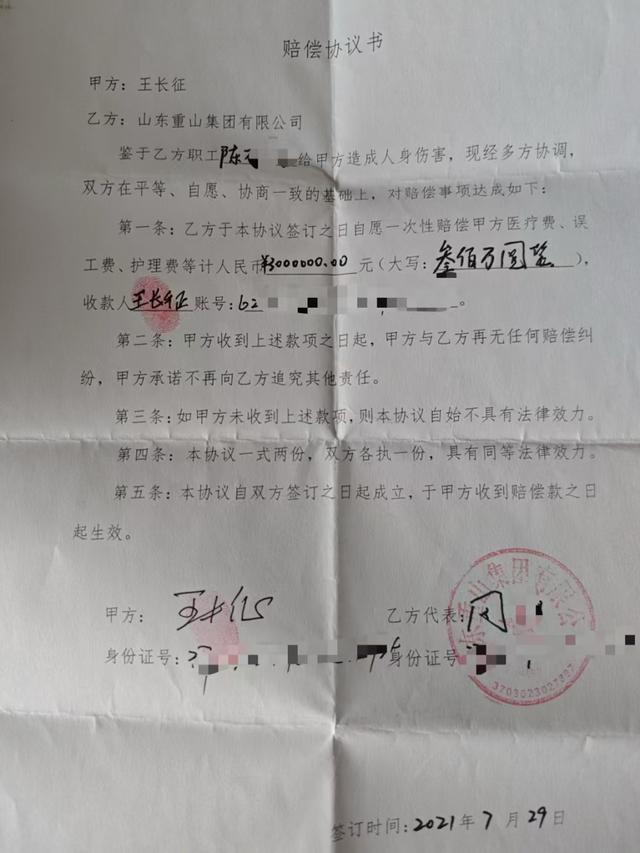 赔偿协议书
甲方：王长征
乙方：山东重山集团有限公司
鉴于乙方职工陈 给甲方造成人身伤害，现经多方协调，
双方在平等、自愿、协商一致的基础上，对赔偿事项达成如下：
第一条：乙方于本协议签订之日自愿一次性赔偿甲方医疗费、误
工费、护理费等计人民币¥3000000.00元（大写：叁佰万圆整），
收款人王长征账号：62 。
第二条：甲方收到上述款项之日起，甲方与乙方再无任何赔偿纠
纷，甲方承诺不再向乙方追究其他责任。
第三条：如甲方未收到上述款项，则本协议自始不具有法律效力。
第四条：本协议一式两份，双方各执一份，具有同等法律效力。
第五条：本协议自双方签订之日起成立，于甲方收到赔偿款之日
起生效。
山集团有限公
甲方：王长征 乙方代表：
身份证号： 身份证号：
签订时间：2021年7月29日